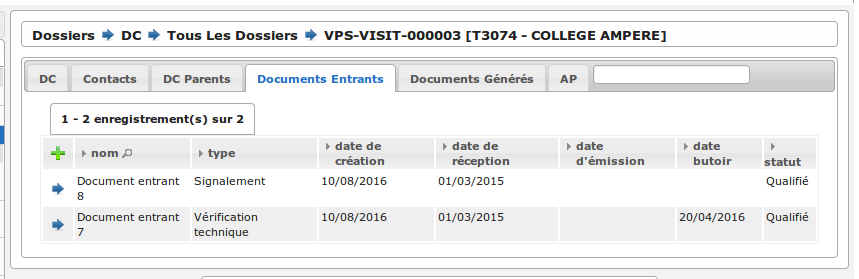 Dossiers DC Tous Les Dossiers VPS-VISIT-000003 [T3074 - COLLEGE AMPERE]
DC Contacts DC Parents Documents Entrants Documents Générés AP
1 - 2 enregistrement(s) sur 2
nom type date de création date de réception date d'émission date butoir statut
Document entrant 8 Signalement 10/08/2016 01/03/2015 Qualifié
Document entrant 7 Vérification technique 10/08/2016 01/03/2015 20/04/2016 Qualifié